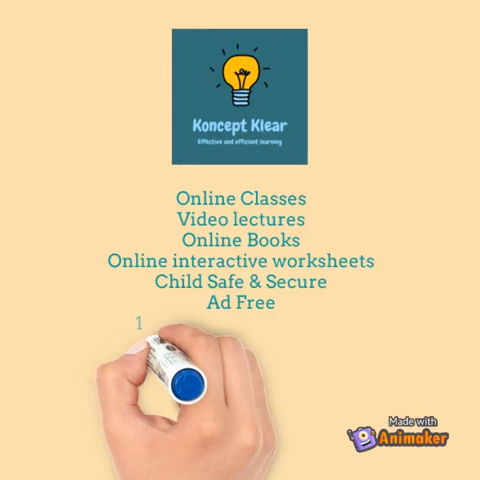 Koncept Klear
Effective and efficient learning
Online Classes
Video lectures
Online Books
Online interactive worksheets
Child Safe & Secure
Ad Free
1
Made with
Animaker